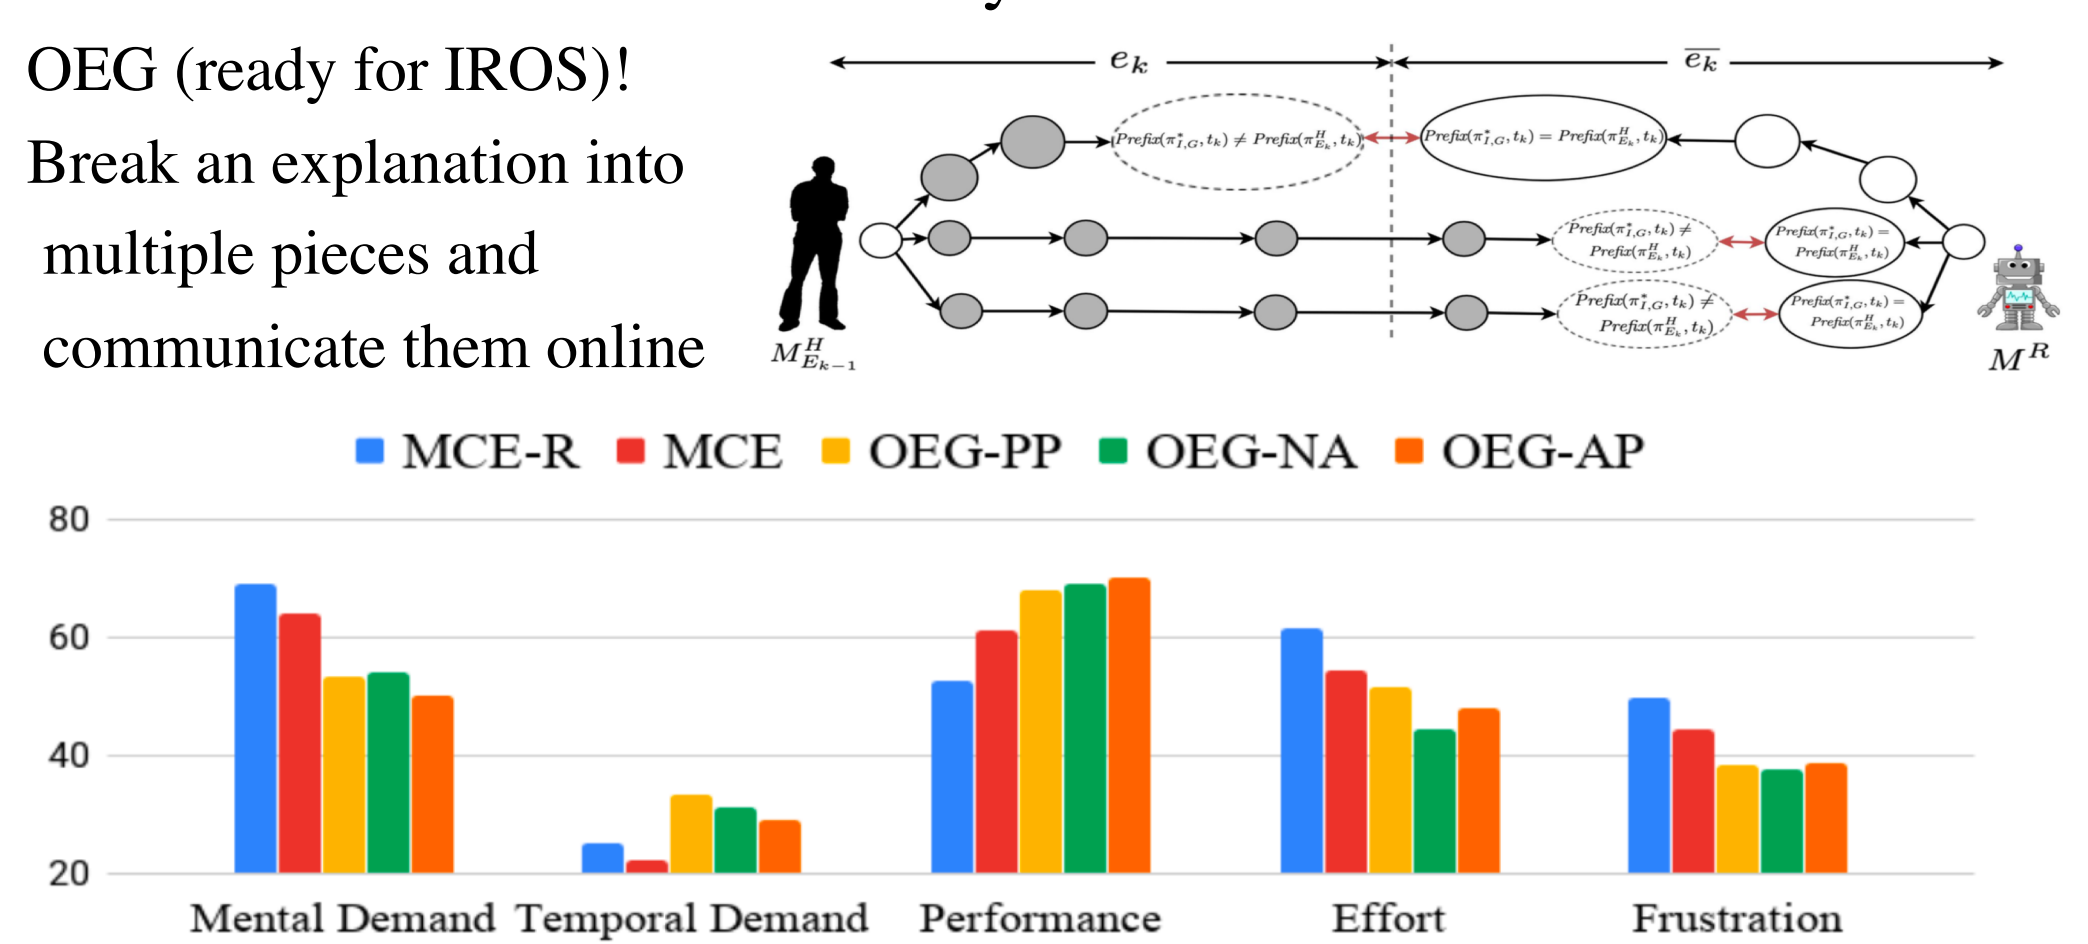 OEG (ready for IROS)!
Break an explanation into
multiple pieces and
communicate them online
e_k
\overline{e_k}
Prefix(π*_{I,G}, t_k) ≠ Prefix(π^H_{E_k}, t_k)
Prefix(π*_{I,G}, t_k) = Prefix(π^H_{E_k}, t_k)
Prefix(π*_{I,G}, t_k) ≠
Prefix(π^H_{E_k}, t_k)
Prefix(π*_{I,G}, t_k) =
Prefix(π^H_{E_k}, t_k)
Prefix(π*_{I,G}, t_k) ≠
Prefix(π^H_{E_k}, t_k)
Prefix(π*_{I,G}, t_k) =
Prefix(π^H_{E_k}, t_k)
M^H_{E_{k-1}}
M^R
MCE-R MCE OEG-PP OEG-NA OEG-AP
80
60
40
20
Mental Demand Temporal Demand Performance Effort Frustration